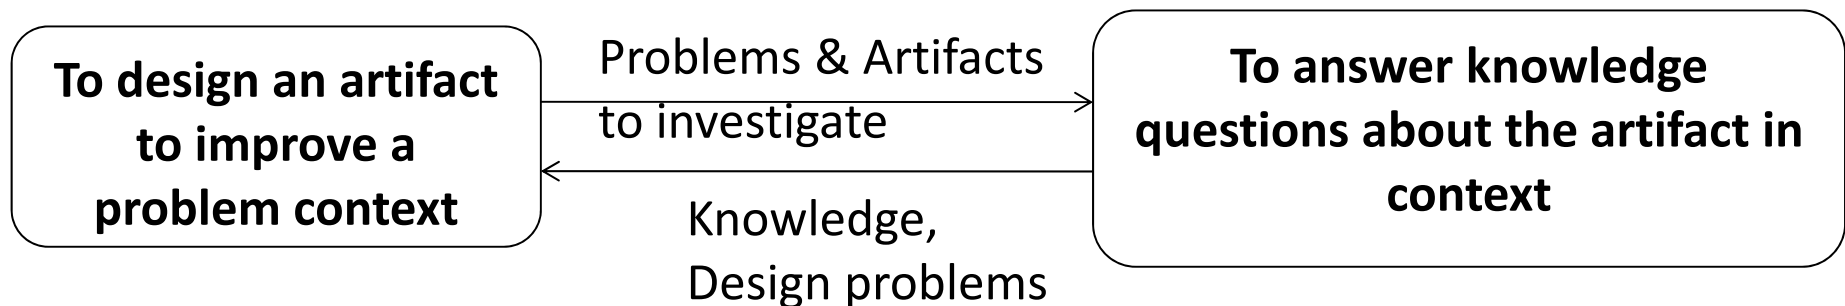 To design an artifact
to improve a
problem context
Problems & Artifacts
to investigate
Knowledge,
Design problems
To answer knowledge
questions about the artifact in
context